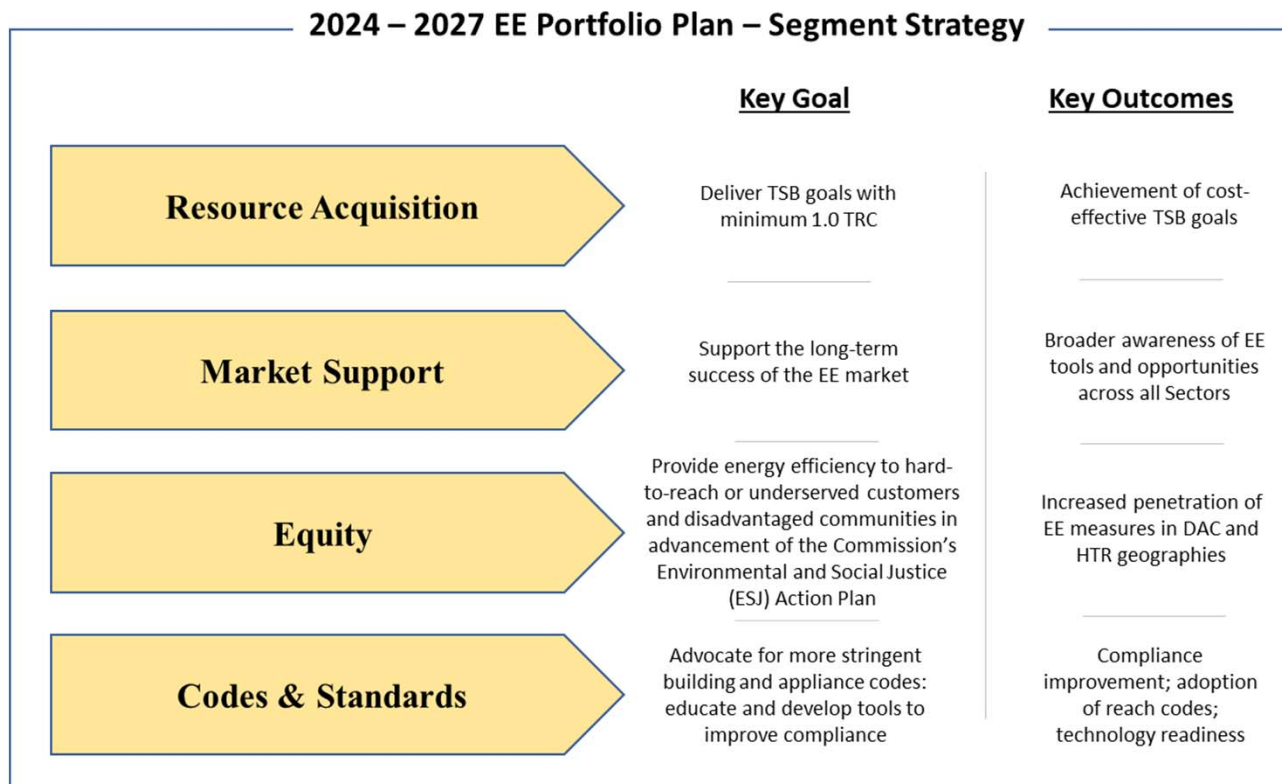 2024 – 2027 EE Portfolio Plan – Segment Strategy
Key Goal
Key Outcomes
Resource Acquisition
Deliver TSB goals with
minimum 1.0 TRC
Achievement of cost-
effective TSB goals
Market Support
Support the long-term
success of the EE market
Broader awareness of EE
tools and opportunities
across all Sectors
Equity
Provide energy efficiency to hard-
to-reach or underserved customers
and disadvantaged communities in
advancement of the Commission's
Environmental and Social Justice
(ESJ) Action Plan
Increased penetration of
EE measures in DAC and
HTR geographies
Codes & Standards
Advocate for more stringent
building and appliance codes:
educate and develop tools to
improve compliance
Compliance
improvement; adoption
of reach codes;
technology readiness